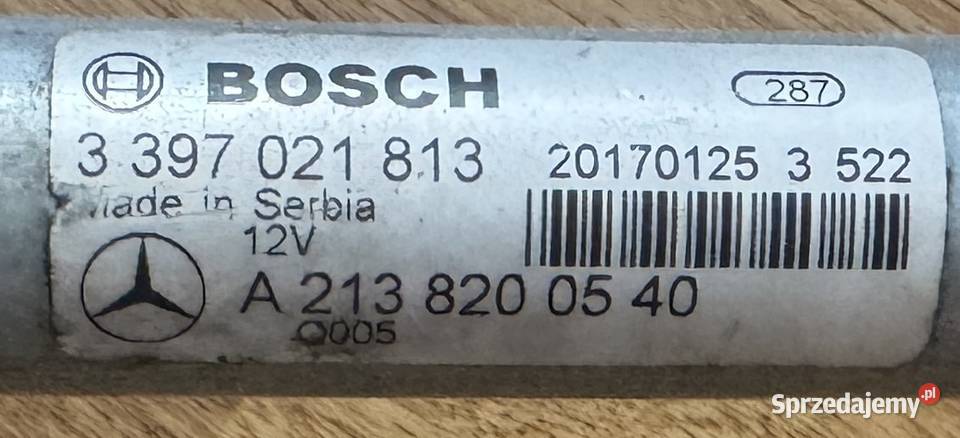 BOSCH
287
3 397 021 813
20170125 3 522
Made in Serbia
12V
A 213 820 05 40
Q005
Sprzedajemy.pl